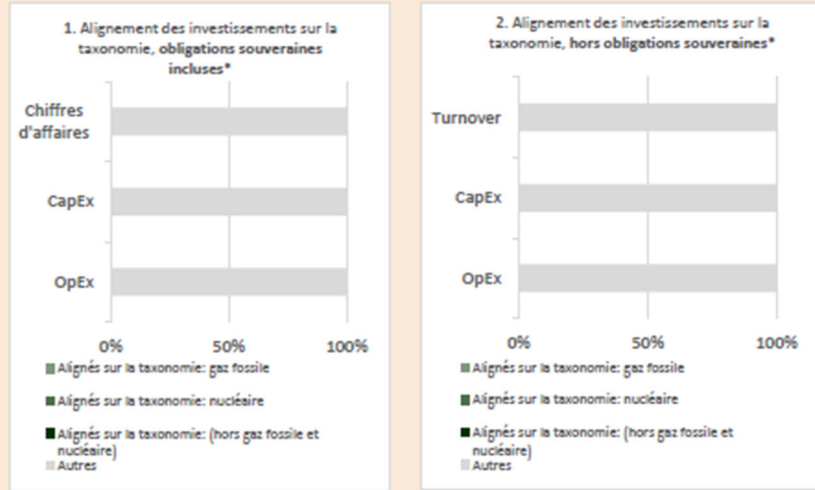 1. Alignement des investissements sur la
taxonomie, obligations souveraines
incluses*
Chiffres
d'affaires
CapEx
OpEx
0% 50% 100%
Alignés sur la taxonomie: gaz fossile
Alignés sur la taxonomie: nucléaire
Alignés sur la taxonomie: (hors gaz fossile et
nucléaire)
Autres
2. Alignement des investissements sur la
taxonomie, hors obligations souveraines*
Turnover
CapEx
OpEx
0% 50% 100%
Alignés sur la taxonomie: gaz fossile
Alignés sur la taxonomie: nucléaire
Alignés sur la taxonomie: (hors gaz fossile et
nucléaire)
Autres